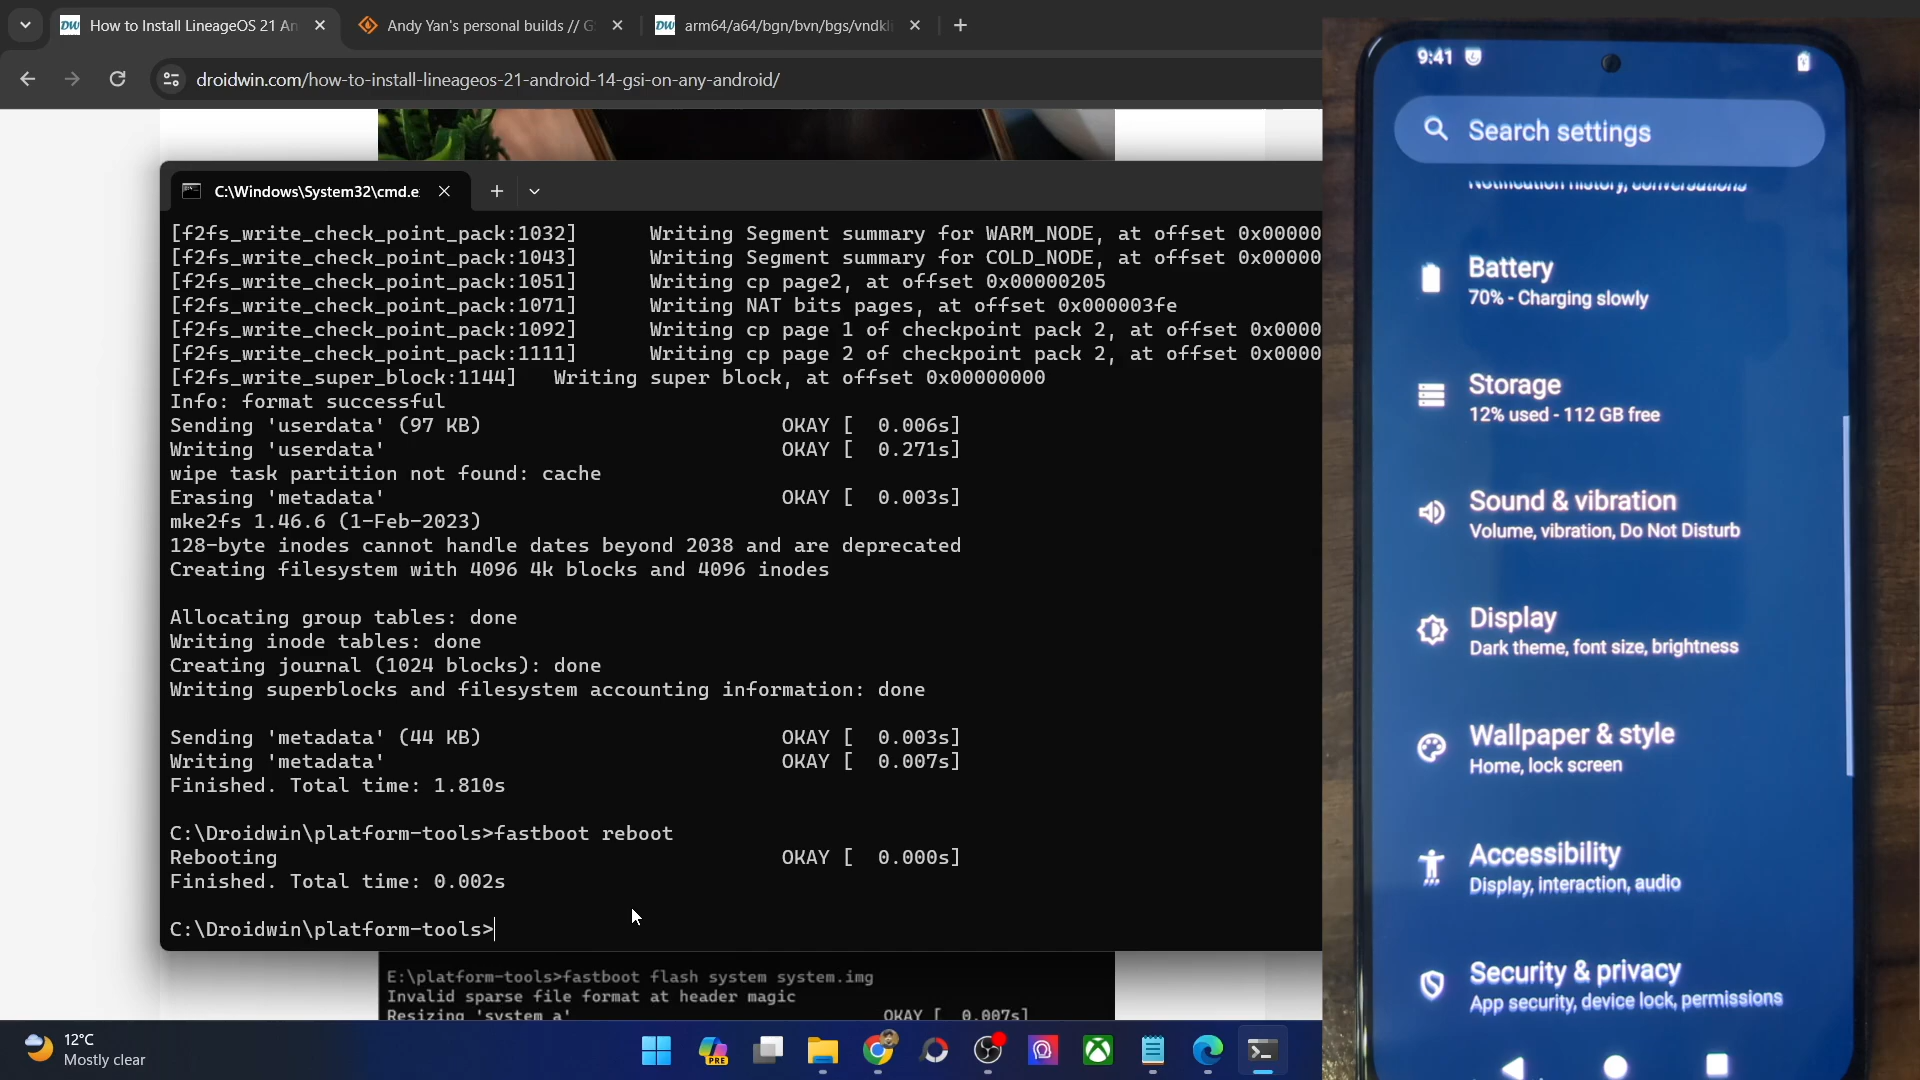 How to Install LineageOS 21 An
Andy Yan's personal builds // G
arm64/a64/bgn/bvn/bgs/vndkl
droidwin.com/how-to-install-lineageos-21-android-14-gsi-on-any-android/
C:\Windows\System32\cmd.e
[f2fs_write_check_point_pack:1032] Writing Segment summary for WARM_NODE, at offset 0x00000
[f2fs_write_check_point_pack:1043] Writing Segment summary for COLD_NODE, at offset 0x00000
[f2fs_write_check_point_pack:1051] Writing cp page2, at offset 0x00000205
[f2fs_write_check_point_pack:1071] Writing NAT bits pages, at offset 0x000003fe
[f2fs_write_check_point_pack:1092] Writing cp page 1 of checkpoint pack 2, at offset 0x0000
[f2fs_write_check_point_pack:1111] Writing cp page 2 of checkpoint pack 2, at offset 0x0000
[f2fs_write_super_block:1144] Writing super block, at offset 0x00000000
Info: format successful
Sending 'userdata' (97 KB) OKAY [ 0.006s]
Writing 'userdata' OKAY [ 0.271s]
wipe task partition not found: cache
Erasing 'metadata' OKAY [ 0.003s]
mke2fs 1.46.6 (1-Feb-2023)
128-byte inodes cannot handle dates beyond 2038 and are deprecated
Creating filesystem with 4096 4k blocks and 4096 inodes
Allocating group tables: done
Writing inode tables: done
Creating journal (1024 blocks): done
Writing superblocks and filesystem accounting information: done
Sending 'metadata' (44 KB) OKAY [ 0.003s]
Writing 'metadata' OKAY [ 0.007s]
Finished. Total time: 1.810s
C:\Droidwin\platform-tools>fastboot reboot
Rebooting OKAY [ 0.000s]
Finished. Total time: 0.002s
C:\Droidwin\platform-tools>
E:\platform-tools>fastboot flash system system.img
Invalid sparse file format at header magic
Resizing 'system_a' OKAY [ 0.007s]
12°C
Mostly clear
PRE
9:41
Search settings
Notification history, conversations
Battery
70% - Charging slowly
Storage
12% used - 112 GB free
Sound & vibration
Volume, vibration, Do Not Disturb
Display
Dark theme, font size, brightness
Wallpaper & style
Home, lock screen
Accessibility
Display, interaction, audio
Security & privacy
App security, device lock, permissions